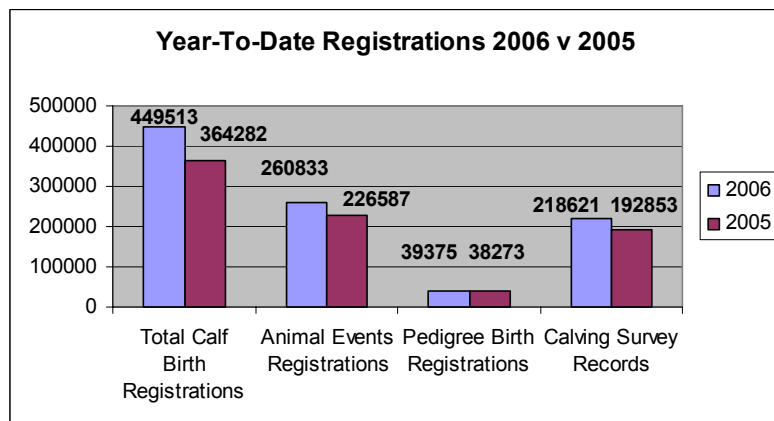 Year-To-Date Registrations 2006 v 2005
500000
400000
300000
200000
100000
0
449513
364282
260833
226587
39375 38273
218621 192853
Total Calf
Birth
Registrations
Animal Events
Registrations
Pedigree Birth
Registrations
Calving Survey
Records
2006
2005